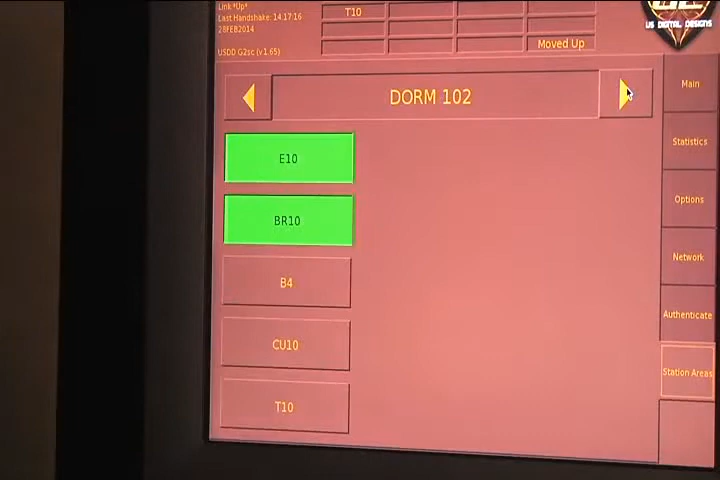 Link *Up*
Last Handshake: 14:17:16
28FEB2014
USDD G2sc (v1.65)
T10
Moved Up
US DIGITAL DESIGNS
DORM 102
E10
BR10
B4
CU10
T10
Main
Statistics
Options
Network
Authenticate
Station Areas